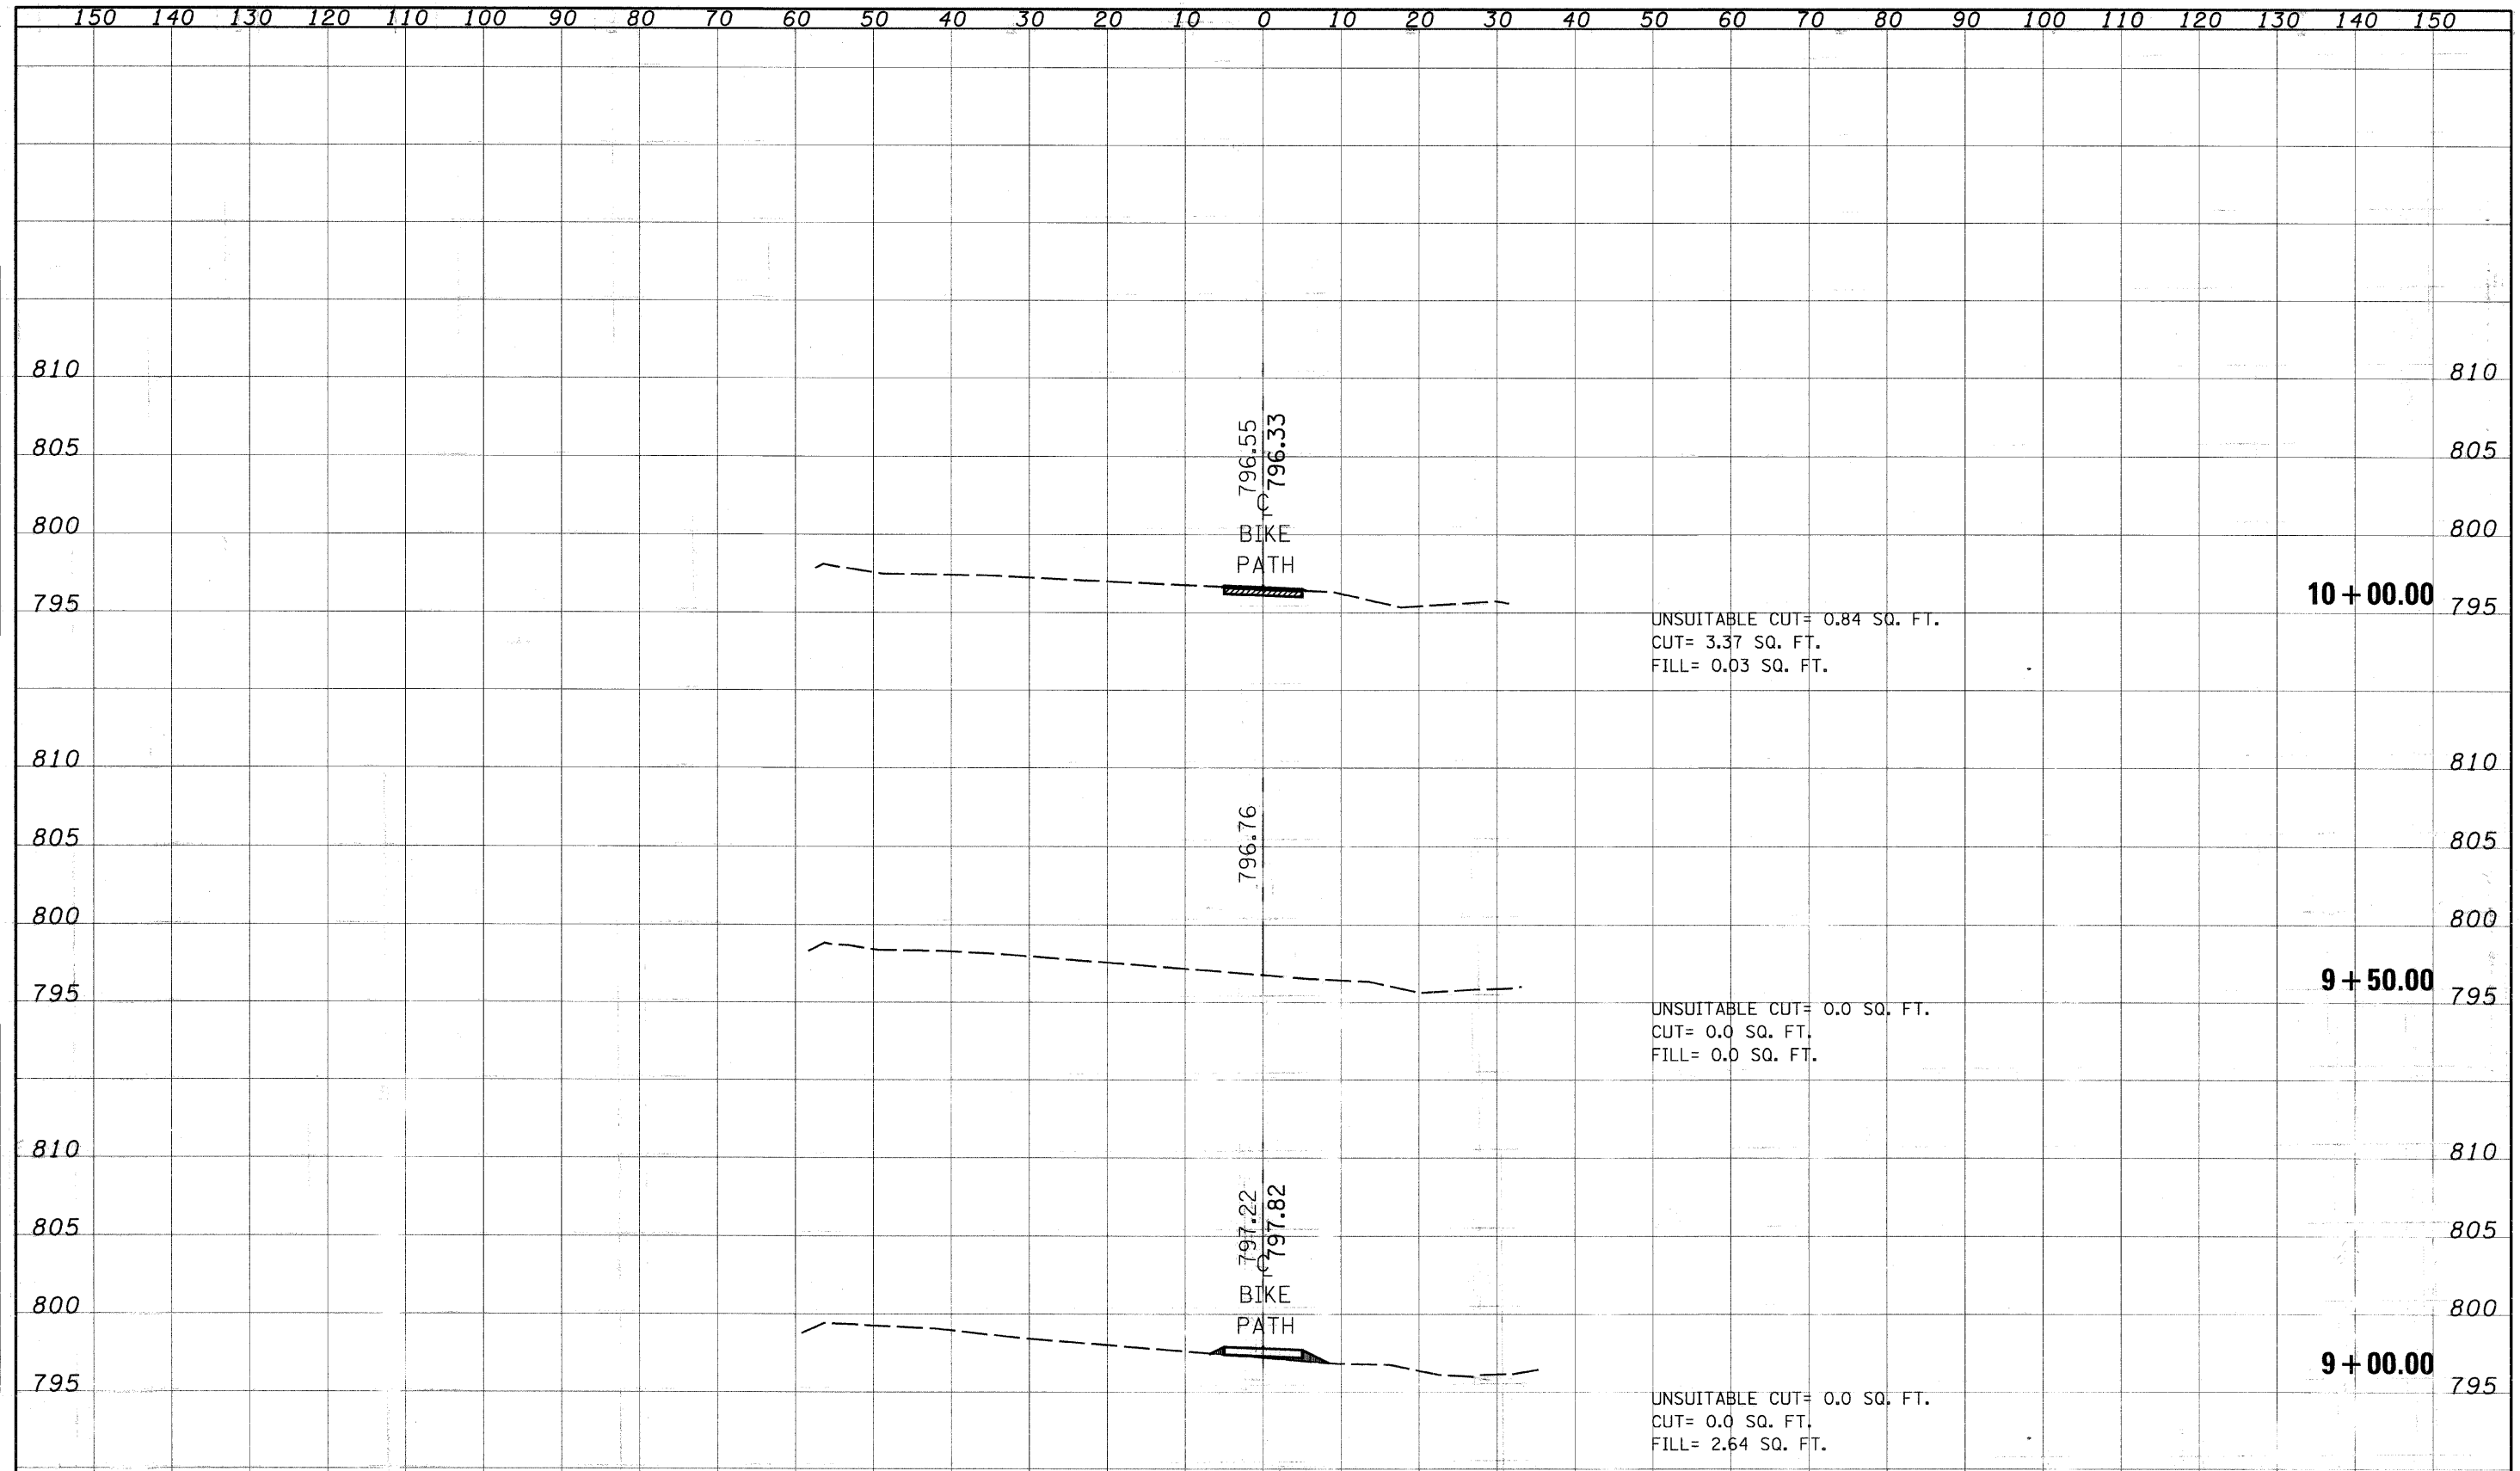 150 140 130 120 110 100 90 80 70 60 50 40 30 20 10 0 10 20 30 40 50 60 70 80 90 100 110 120 130 140 150
810 810
796.55
796.33
805 805
CL
800 BIKE 800
PATH
795 10+00.00 795
UNSUITABLE CUT= 0.84 SQ. FT.
CUT= 3.37 SQ. FT.
FILL= 0.03 SQ. FT.
810 810
796.76
805 805
800 800
795 9+50.00 795
UNSUITABLE CUT= 0.0 SQ. FT.
CUT= 0.0 SQ. FT.
FILL= 0.0 SQ. FT.
810 810
797.22
797.82
805 805
CL
BIKE
800 800
PATH
795 9+00.00 795
UNSUITABLE CUT= 0.0 SQ. FT.
CUT= 0.0 SQ. FT.
FILL= 2.64 SQ. FT.